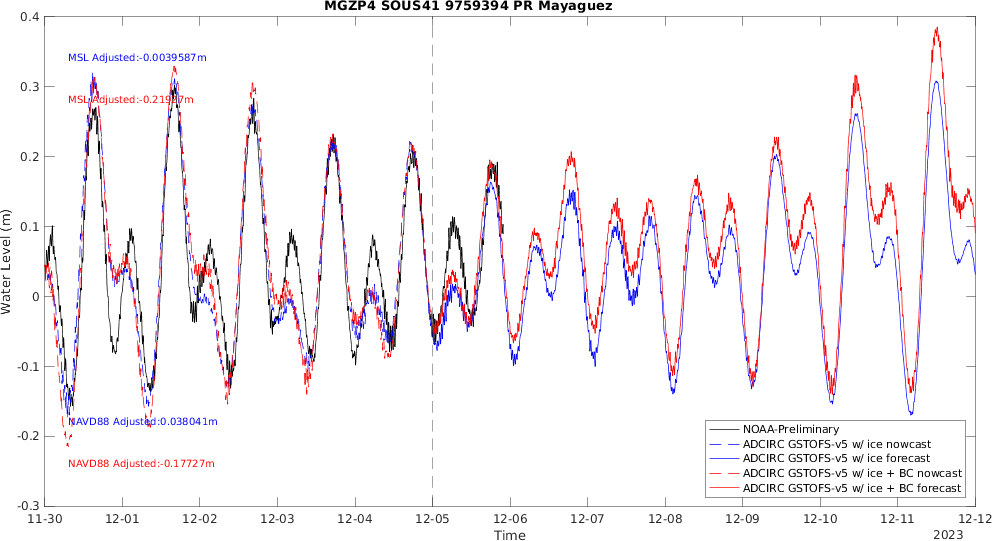 MGZP4 SOUS41 9759394 PR Mayaguez
0.4
0.3
0.2
0.1
0
-0.1
-0.2
-0.3
Water Level (m)
MSL Adjusted:-0.0039587m
NAVD88 Adjusted:0.038041m
NAVD88 Adjusted:-0.17727m
MSL Adjusted:
NOAA-Preliminary
ADCIRC GSTOFS-v5 w/ ice nowcast
ADCIRC GSTOFS-v5 w/ ice forecast
ADCIRC GSTOFS-v5 w/ ice + BC nowcast
ADCIRC GSTOFS-v5 w/ ice + BC forecast
11-30 12-01 12-02 12-03 12-04 12-05 12-06 12-07 12-08 12-09 12-10 12-11 12-12
Time
2023